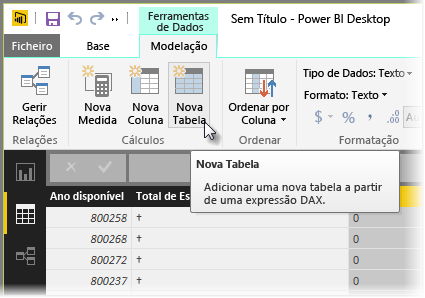 Ferramentas
de Dados
Sem Título - Power BI Desktop
Ficheiro
Base
Modelação
Gerir
Relações
Nova
Medida
Nova
Coluna
Nova
Tabela
Ordenar por
Coluna
Tipo de Dados: Texto
Formato: Texto
$ % , .00
Relações
Cálculos
Ordenar
Formatação
Nova Tabela
Adicionar uma nova tabela a partir
de uma expressão DAX.
Ano disponível
Total de Es
800258 † 0
800268 † 0
800272 † 0
800237 † 0